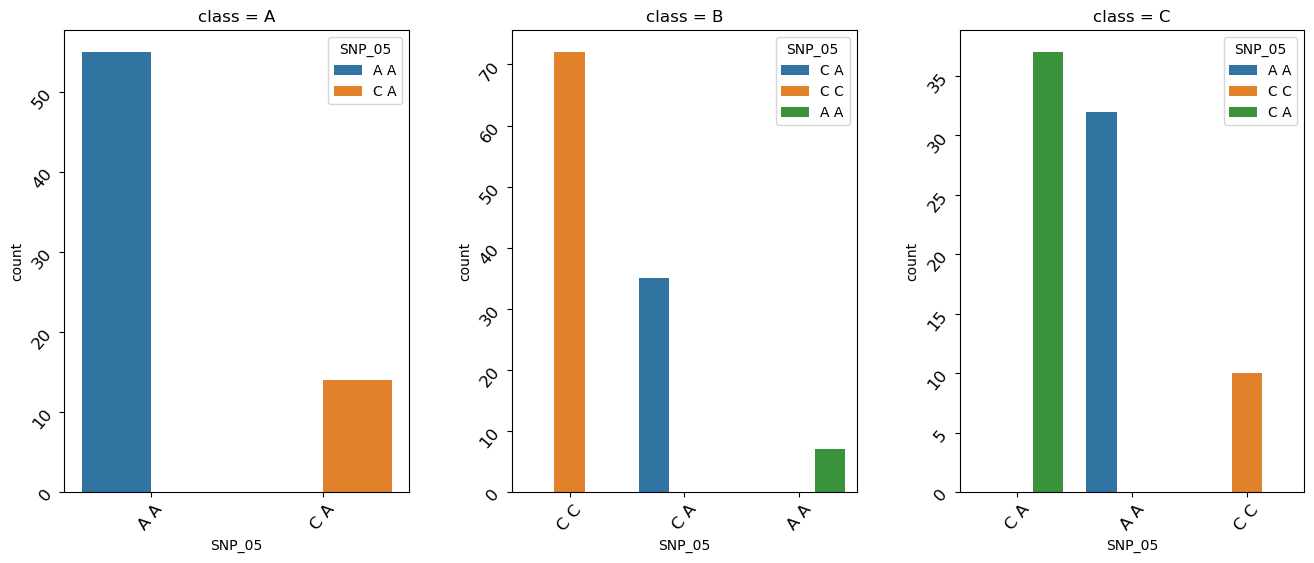 class = A
SNP_05
A A
C A
50
40
30
20
10
0
count
A A
C A
SNP_05
class = B
SNP_05
C A
C C
A A
70
60
50
40
30
20
10
0
count
C C
C A
A A
SNP_05
class = C
SNP_05
A A
C C
C A
35
30
25
20
15
10
5
0
count
C A
A A
C C
SNP_05